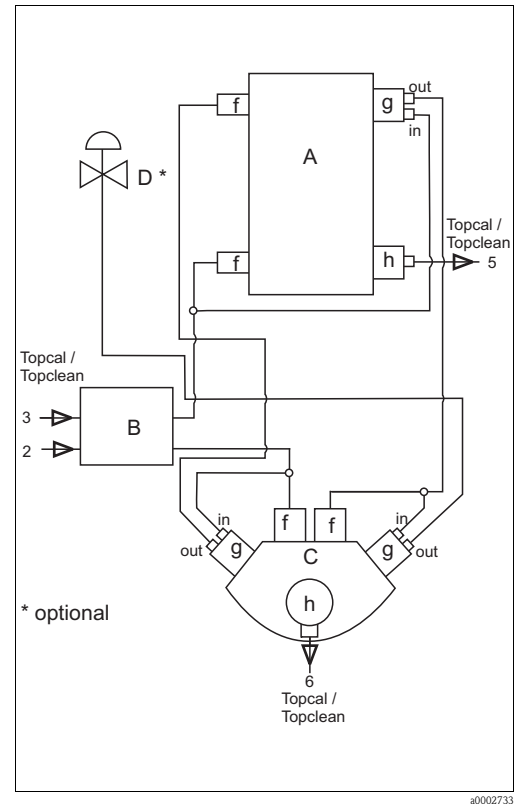 out
f
g
in
A
D *
Topcal /
Topclean
f
h
5
Topcal /
Topclean
3
B
2
in
f
f
in
out
g
C
g
out
h
* optional
6
Topcal /
Topclean
a0002733